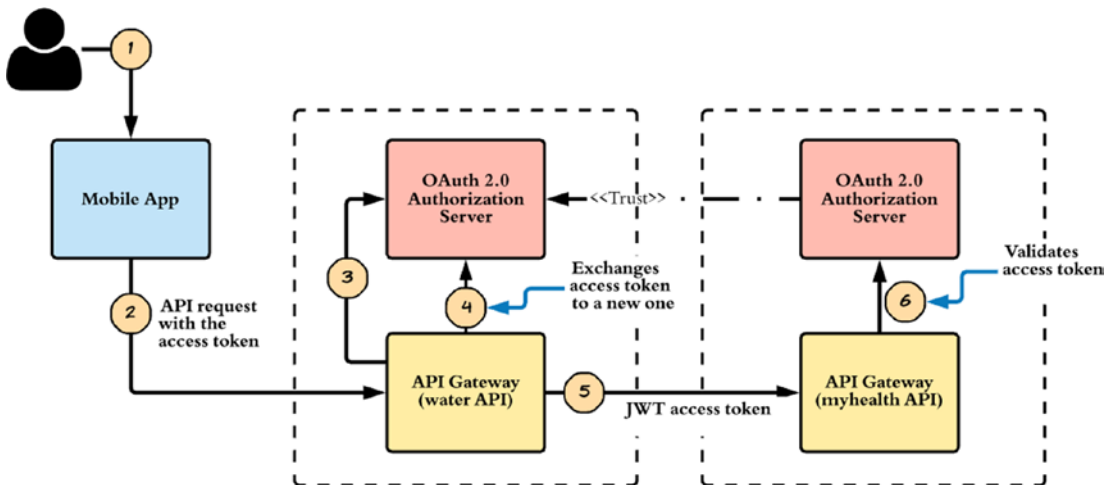 1
Mobile App
2
API request
with the
access token
OAuth 2.0
Authorization
Server
3
4
Exchanges
access token
to a new one
API Gateway
(water API)
5
JWT access token
<<Trust>>
OAuth 2.0
Authorization
Server
Validates
access token
6
API Gateway
(myhealth API)